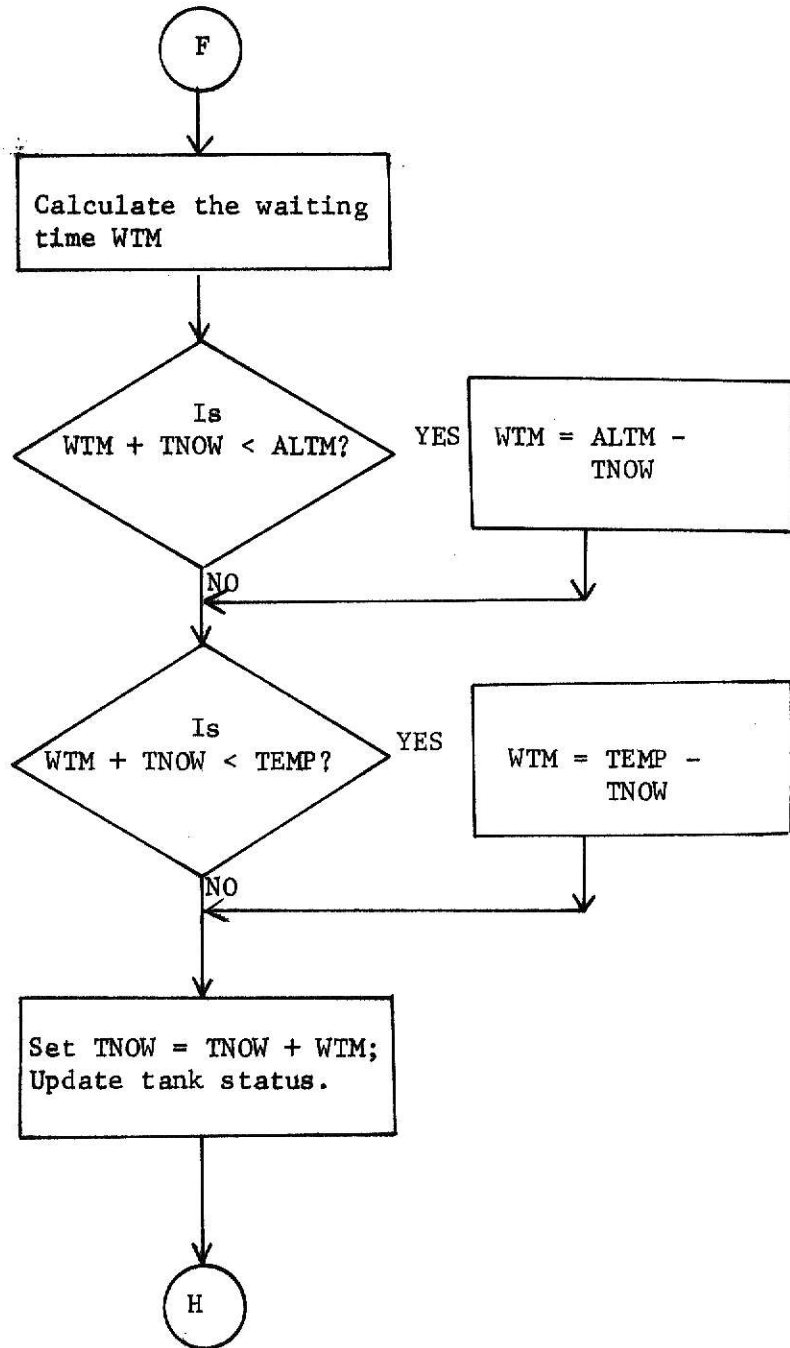 F
Calculate the waiting
time WTM
Is
WTM + TNOW < ALTM?
YES
WTM = ALTM -
TNOW
NO
Is
WTM + TNOW < TEMP?
YES
WTM = TEMP -
TNOW
NO
Set TNOW = TNOW + WTM;
Update tank status.
H